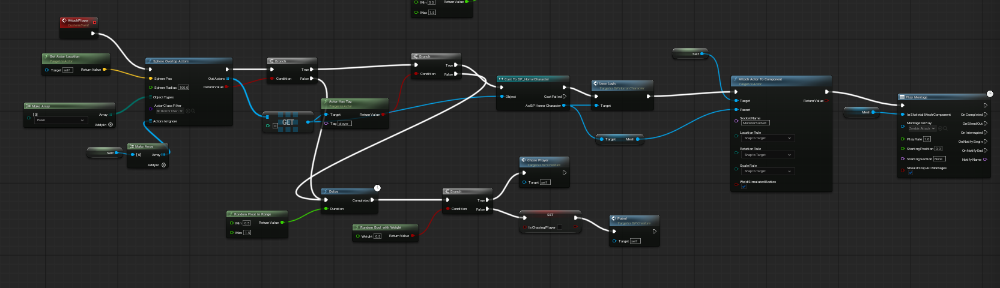 Min 0.5 Return Value
Max 1.5
AttackPlayer
Custom Event
Get Actor Location
Target is Actor
Target self Return Value
Make Array
[0] Array
Pawn
Add pin
Self
Make Array
[0] Array
Add pin
Sphere Overlap Actors
Sphere Pos Out Actors
Sphere Radius 100.0 Return Value
Object Types
Actor Class Filter
BP Horror Chan
Actors to Ignore
Branch
True
Condition False
0 GET
Actor Has Tag
Target is Actor
Target Return Value
Tag player
Branch
True
Condition False
Cast To BP_HorrorCharacter
Object Cast Failed
As BP Horror Character
Lose Logic
Target is BP Horror Character
Target
Target Mesh
Self
Attach Actor To Component
Target is Actor
Target Return Value
Parent
Socket Name
MonsterSocket
Location Rule
Snap to Target
Rotation Rule
Snap to Target
Scale Rule
Snap to Target
Weld Simulated Bodies
Mesh
Play Montage
In Skeletal Mesh Component On Completed
Montage to Play On Blend Out
Zombie_Attack
On Interrupted
Play Rate 1.0 On Notify Begin
Starting Position 0.0 On Notify End
Starting Section None Notify Name
Should Stop All Montages
Random Float in Range
Min 0.5 Return Value
Max 1.5
Delay
Completed
Duration
Random Bool with Weight
Weight 0.5 Return Value
Branch
True
Condition False
Chase Player
Target is BP Creature
Target self
SET
Is Chasing Player
Patrol
Target is BP Creature
Target self